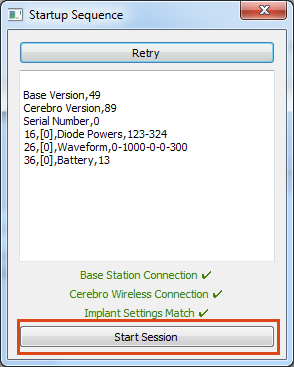 Startup Sequence
Retry
Base Version,49
Cerebro Version,89
Serial Number,0
16,[0],Diode Powers,123-324
26,[0],Waveform,0-1000-0-0-300
36,[0],Battery,13
Base Station Connection ✓
Cerebro Wireless Connection ✓
Implant Settings Match ✓
Start Session